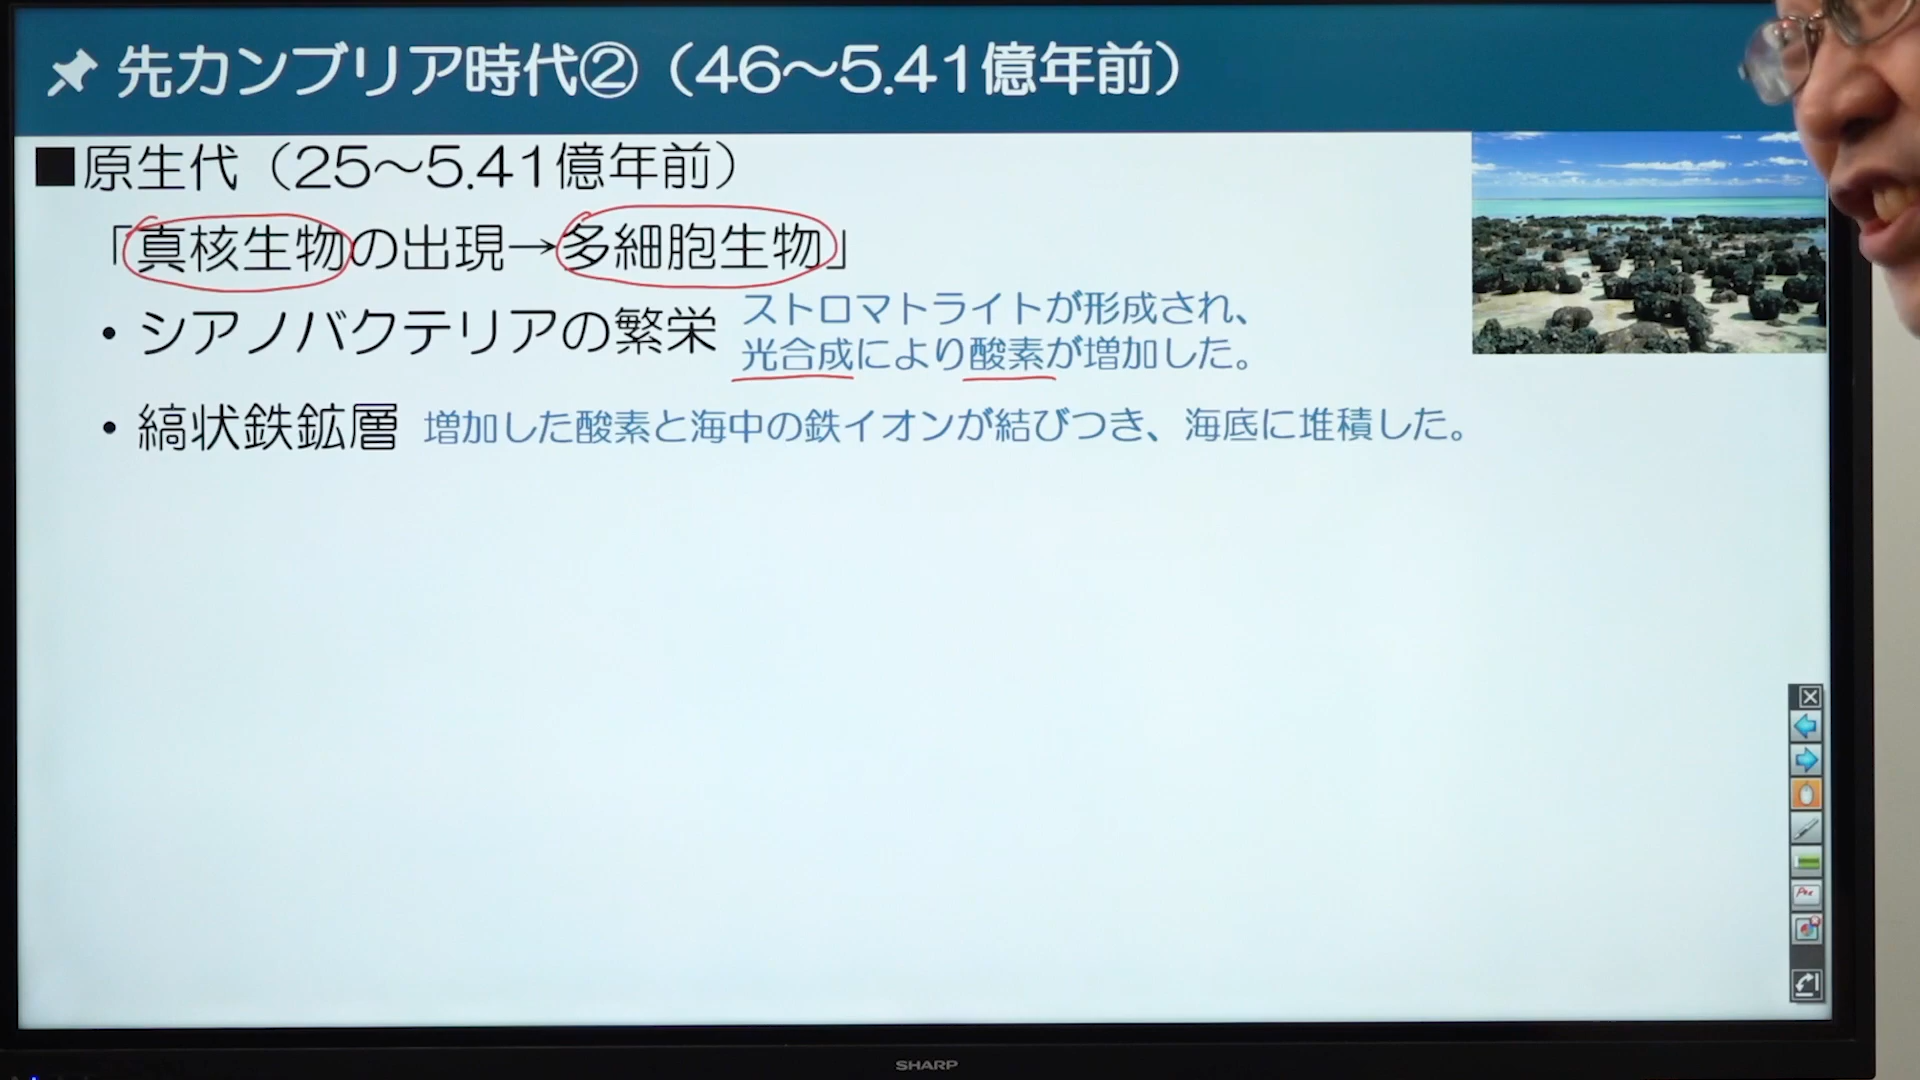 先カンブリア時代②（46〜5.41億年前）
■原生代（25〜5.41億年前）
「真核生物の出現→多細胞生物」
・シアノバクテリアの繁栄
ストロマトライトが形成され、
光合成により酸素が増加した。
・縞状鉄鉱層 増加した酸素と海中の鉄イオンが結びつき、海底に堆積した。
SHARP